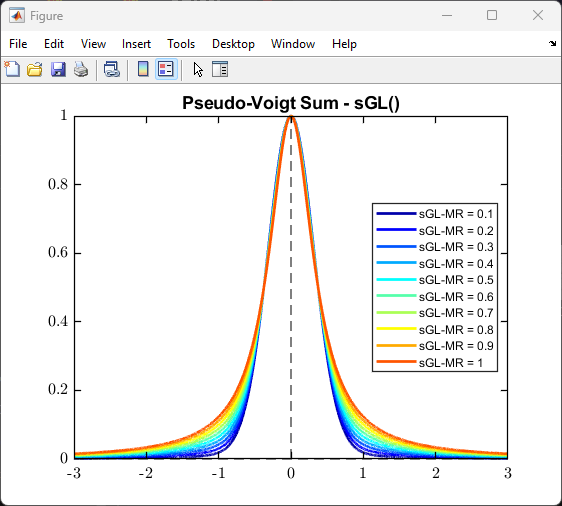 Figure
File Edit View Insert Tools Desktop Window Help
Pseudo-Voigt Sum - sGL()
1
0.8
0.6
0.4
0.2
0
-3 -2 -1 0 1 2 3
sGL-MR = 0.1
sGL-MR = 0.2
sGL-MR = 0.3
sGL-MR = 0.4
sGL-MR = 0.5
sGL-MR = 0.6
sGL-MR = 0.7
sGL-MR = 0.8
sGL-MR = 0.9
sGL-MR = 1